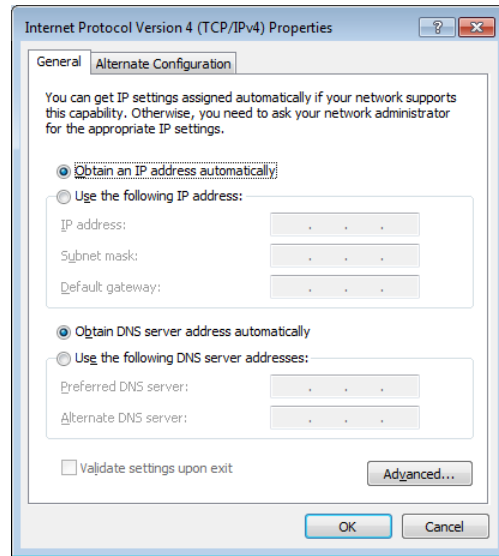 Internet Protocol Version 4 (TCP/IPv4) Properties
General Alternate Configuration
You can get IP settings assigned automatically if your network supports
this capability. Otherwise, you need to ask your network administrator
for the appropriate IP settings.
Obtain an IP address automatically
Use the following IP address:
IP address:
Subnet mask:
Default gateway:
Obtain DNS server address automatically
Use the following DNS server addresses:
Preferred DNS server:
Alternate DNS server:
Validate settings upon exit
Advanced...
OK Cancel